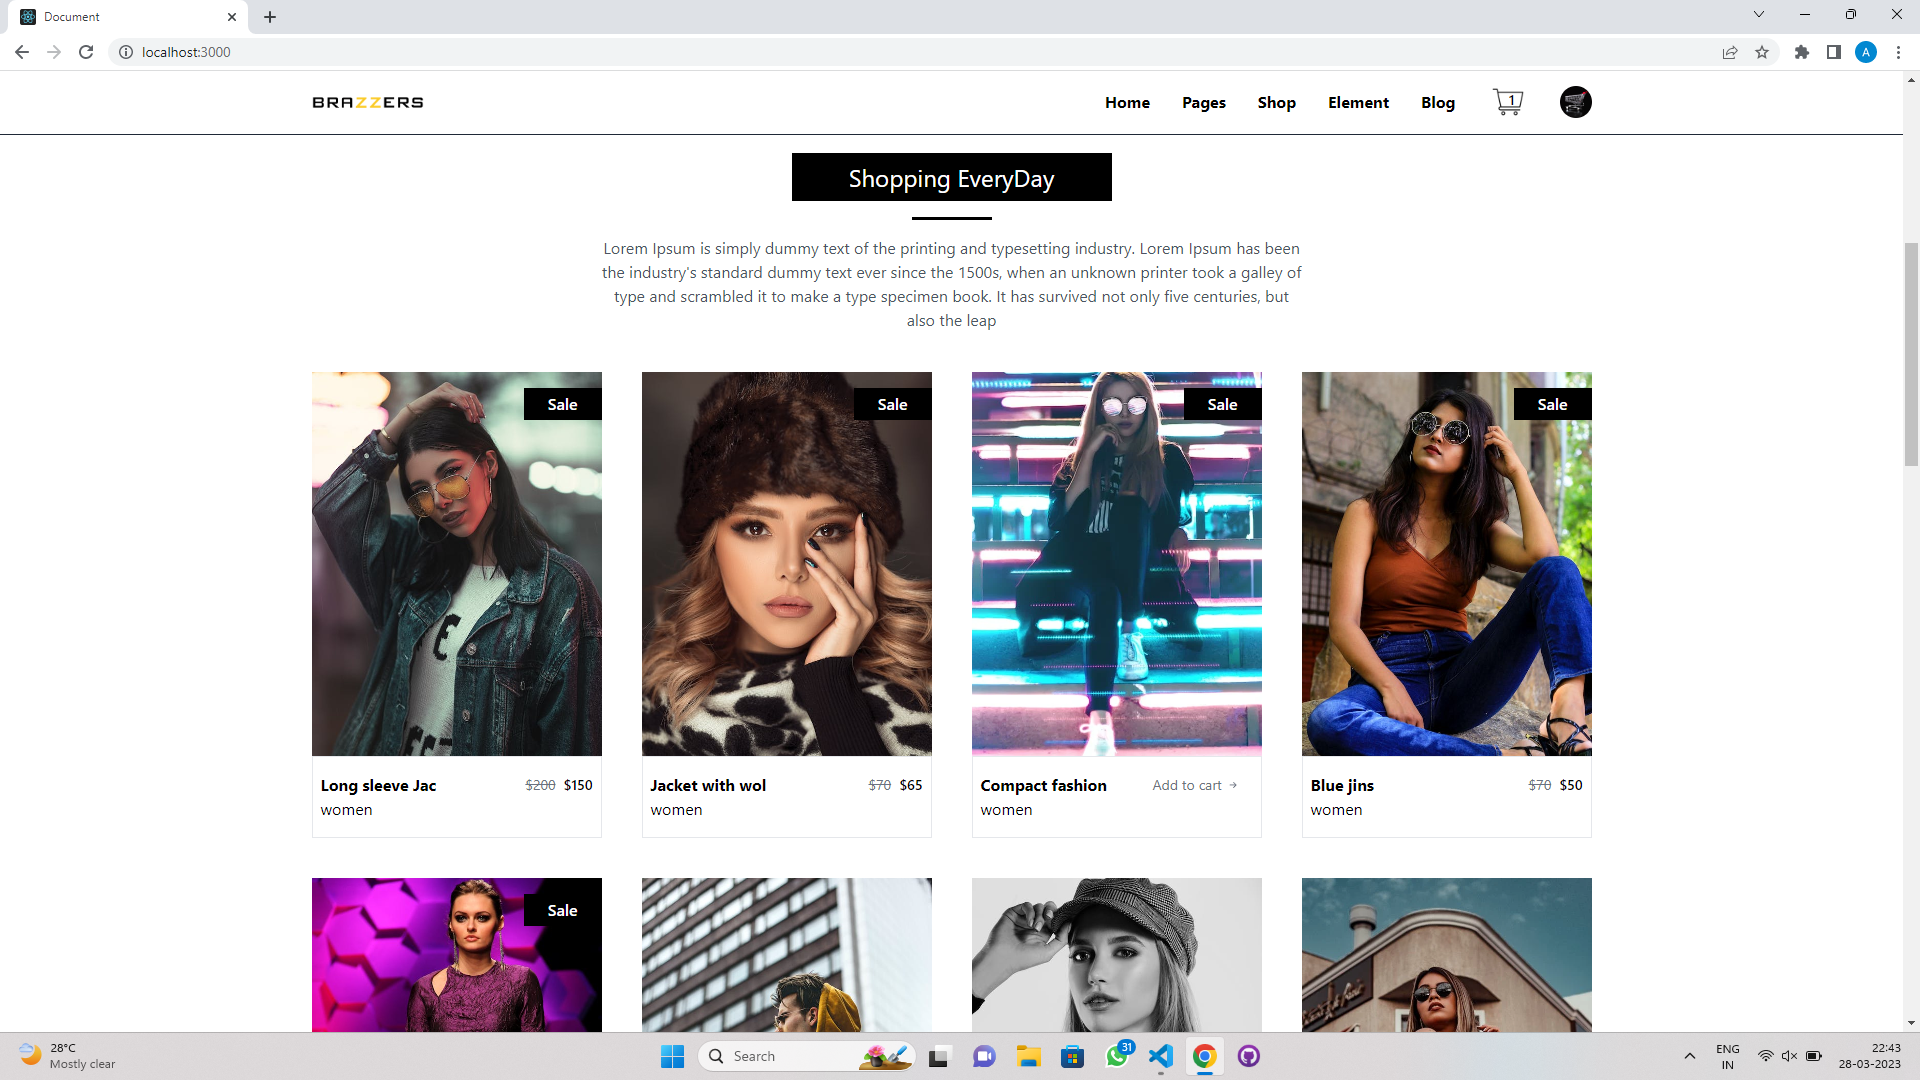 Document
localhost:3000
A
BRAZZERS
Home Pages Shop Element Blog 1
Shopping EveryDay
Lorem Ipsum is simply dummy text of the printing and typesetting industry. Lorem Ipsum has been
the industry's standard dummy text ever since the 1500s, when an unknown printer took a galley of
type and scrambled it to make a type specimen book. It has survived not only five centuries, but
also the leap
Sale Sale Sale Sale
Long sleeve Jac $200 $150
women
Jacket with wol $70 $65
women
Compact fashion Add to cart →
women
Blue jins $70 $50
women
Sale
28°C
Mostly clear
Search
31
ENG
IN
22:43
28-03-2023